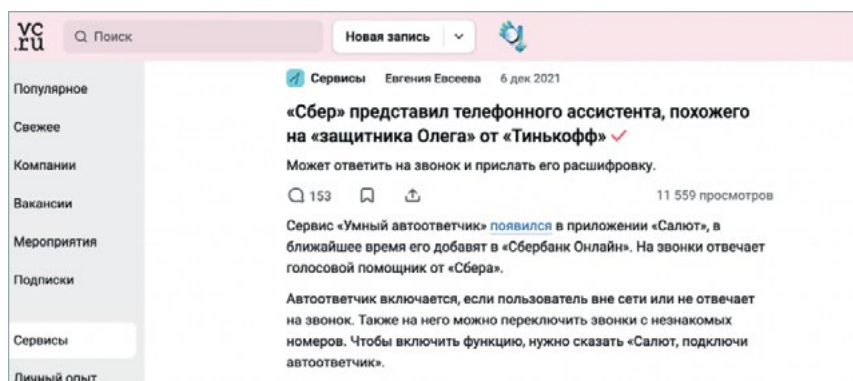 vc
.ru
Поиск
Новая запись
Популярное
Свежее
Компании
Вакансии
Мероприятия
Подписки
Сервисы
Личный опыт
Сервисы Евгения Евсеева 6 дек 2021
«Сбер» представил телефонного ассистента, похожего
на «защитника Олега» от «Тинькофф»
Может ответить на звонок и прислать его расшифровку.
153
11 559 просмотров
Сервис «Умный автоответчик» появился в приложении «Салют», в
ближайшее время его добавят в «Сбербанк Онлайн». На звонки отвечает
голосовой помощник от «Сбера».
Автоответчик включается, если пользователь вне сети или не отвечает
на звонок. Также на него можно переключить звонки с незнакомых
номеров. Чтобы включить функцию, нужно сказать «Салют, подключи
автоответчик».